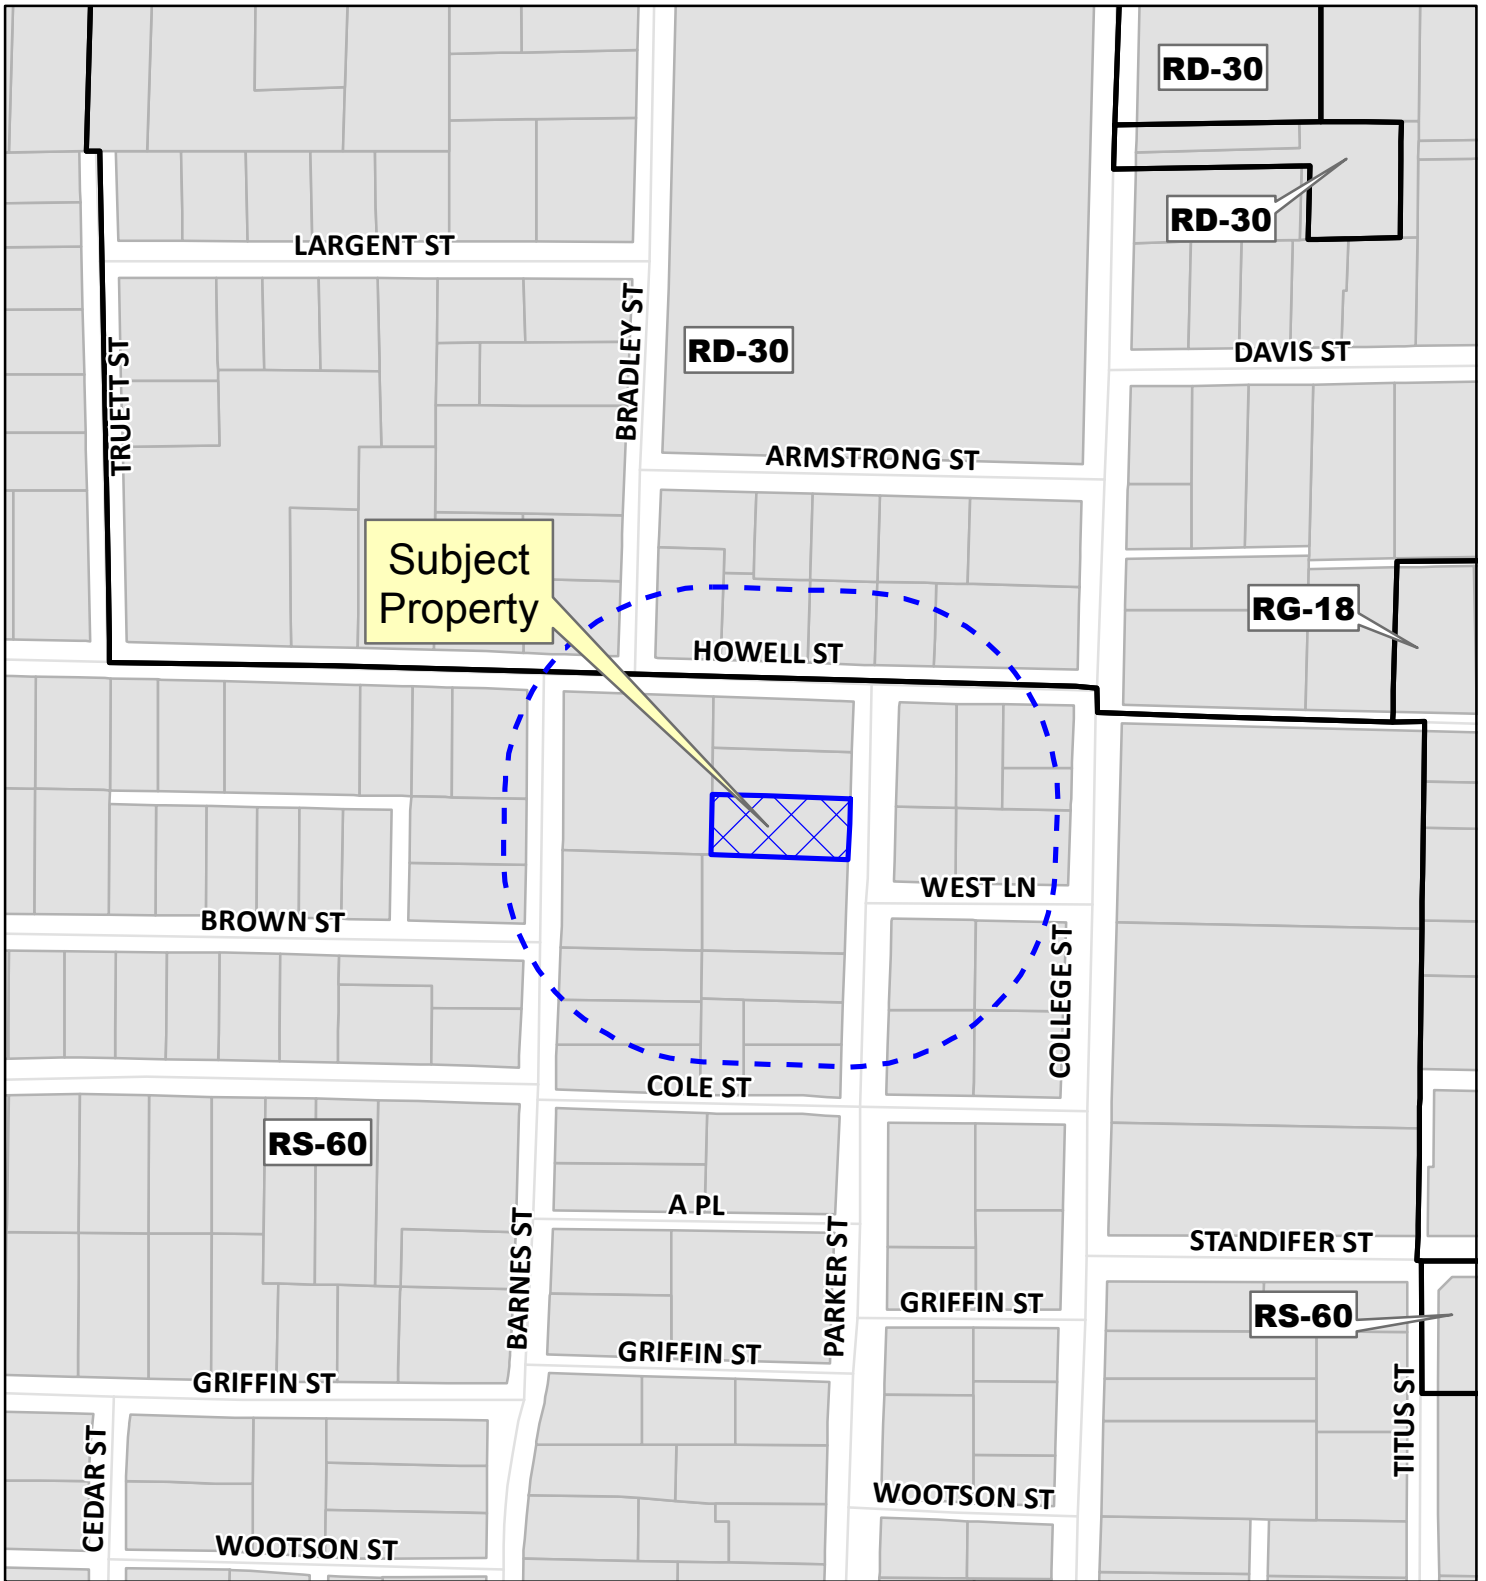 RD-30
RD-30
LARGENT ST
BRADLEY ST
TRUETT ST
RD-30
DAVIS ST
ARMSTRONG ST
Subject
Property
RG-18
HOWELL ST
WEST LN
BROWN ST
COLLEGE ST
COLE ST
RS-60
A PL
BARNES ST
PARKER ST
STANDIFER ST
GRIFFIN ST
RS-60
GRIFFIN ST
GRIFFIN ST
TITUS ST
CEDAR ST
WOOTSON ST
WOOTSON ST